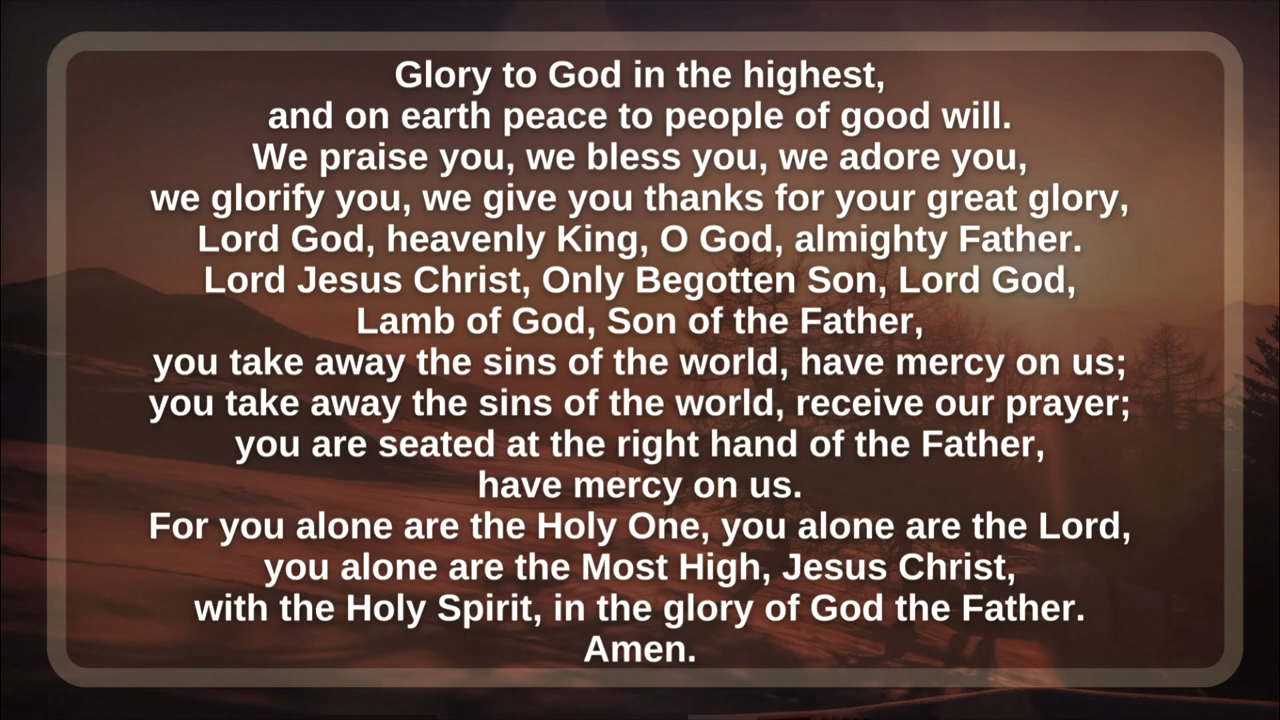 Glory to God in the highest,
and on earth peace to people of good will.
We praise you, we bless you, we adore you,
we glorify you, we give you thanks for your great glory,
Lord God, heavenly King, O God, almighty Father.
Lord Jesus Christ, Only Begotten Son, Lord God,
Lamb of God, Son of the Father,
you take away the sins of the world, have mercy on us;
you take away the sins of the world, receive our prayer;
you are seated at the right hand of the Father,
have mercy on us.
For you alone are the Holy One, you alone are the Lord,
you alone are the Most High, Jesus Christ,
with the Holy Spirit, in the glory of God the Father.
Amen.